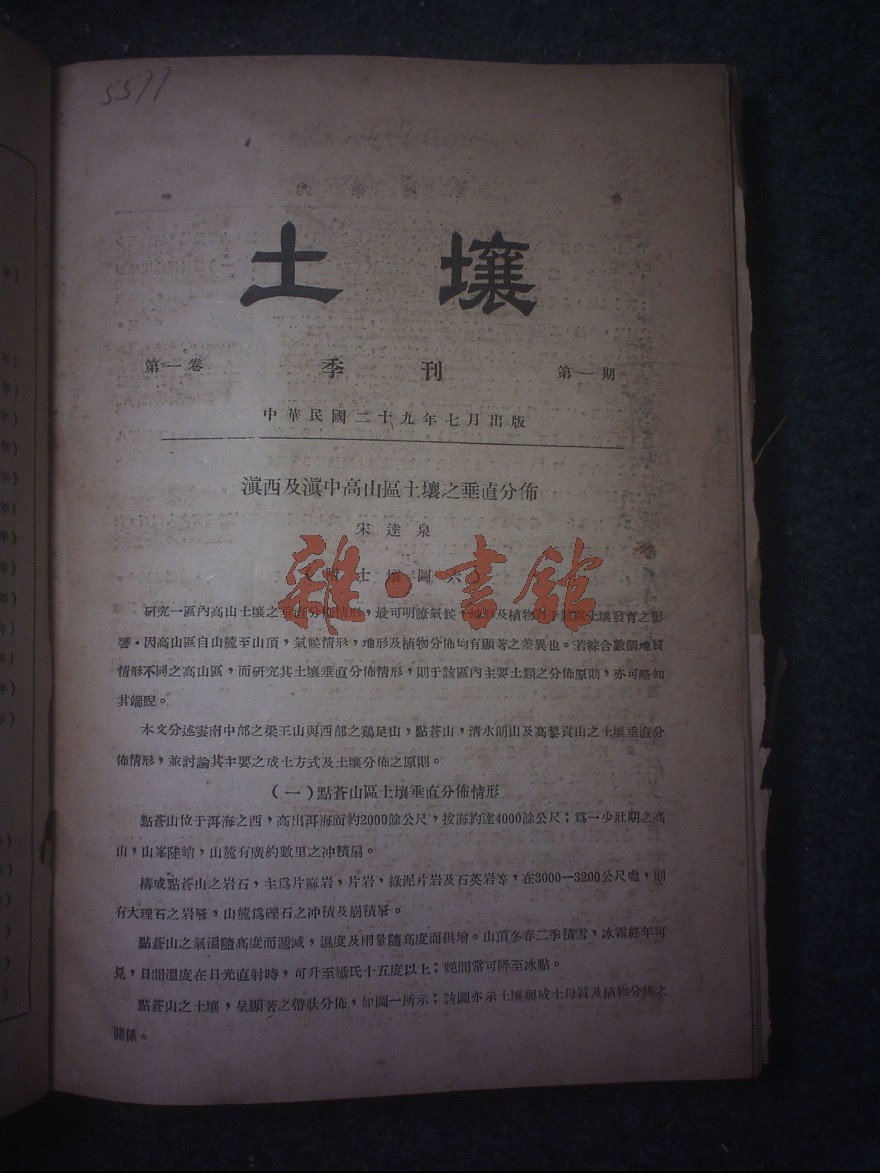 5577
土壤
第一卷 季刊 第一期
中華民國二十九年七月出版
滇西及滇中高山區土壤之垂直分佈
宋達泉
雜·書館
土壤圖六
研究一區內高山土壤之垂直分佈情形,最可明瞭氣候,地形及植物對于該區土壤發育之影
響。因高山區自山麓至山頂,氣候情形,地形及植物分佈均有顯著之差異也。若綜合數個地質
情形不同之高山區,而研究其土壤垂直分佈情形,則于該區內主要土類之分佈原則,亦可略知
其端睨。
本文分述雲南中部之梁王山與西部之鷄足山,點蒼山,清水朗山及高黎貢山之土壤垂直分
佈情形,並討論其主要之成土方式及土壤分佈之原則。
(一)點蒼山區土壤垂直分佈情形
點蒼山位于洱海之西,高出洱海面約2000餘公尺,拔海約達4000餘公尺;爲一少壯期之高
山,山峯陡峭,山麓有廣約數里之冲積扇。
構成點蒼山之岩石,主爲片麻岩,片岩,綠泥片岩及石英岩等,在3000—3200公尺處,則
有大理石之岩層,山麓爲礫石之冲積及崩積層。
點蒼山之氣溫隨高度而遞減,濕度及雨量隨高度而俱增。山頂冬春二季積雪,冰霜終年可
見,日間溫度在日光直射時,可升至攝氏十五度以上;晚間常可降至冰點。
點蒼山之土壤,呈顯著之帶狀分佈,如圖一所示;該圖亦示土壤與成土母質及植物分佈之
關係。